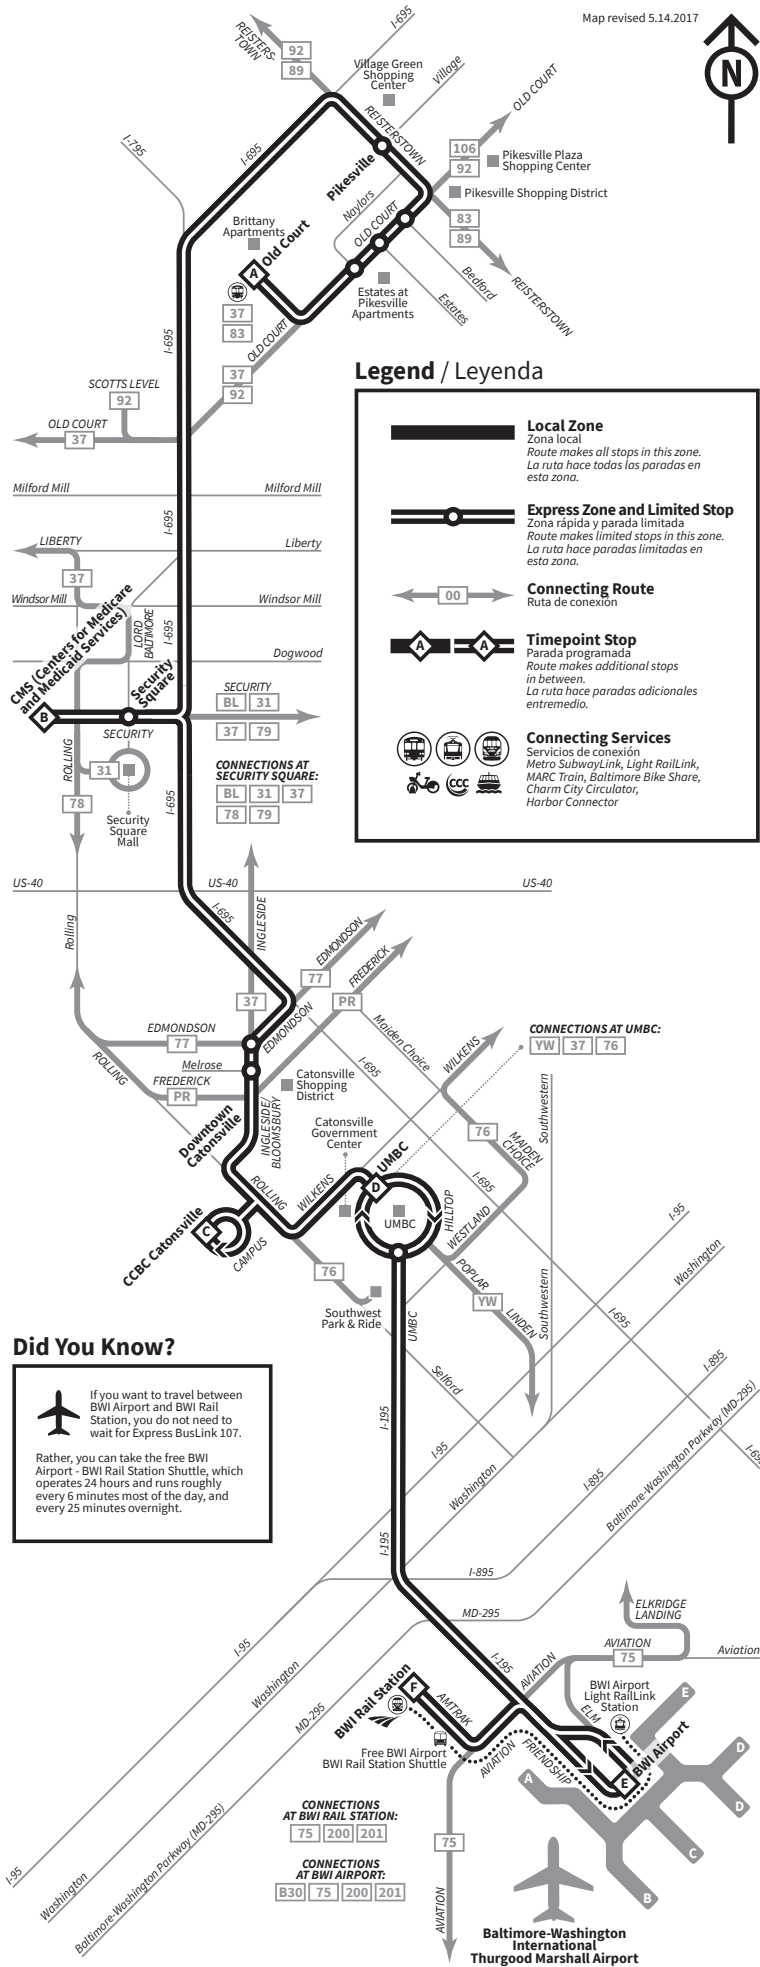 Map revised 5.14.2017
N
I-695
REISTERS-
TOWN
92
89
Village Green
Shopping
Center
Village
REISTERSTOWN
OLD COURT
I-795
I-695
Pikesville
106
92
Pikesville Plaza
Shopping Center
Naylors
Pikesville Shopping District
Brittany
Apartments
Old Court
OLD COURT
83
89
A
Bedford
REISTERSTOWN
Estates at
Pikesville
Apartments
Estates
37
83
OLD COURT
I-695
37
92
SCOTTS LEVEL
92
OLD COURT
37
Legend / Leyenda
Local Zone
Zona local
Route makes all stops in this zone.
La ruta hace todas las paradas en
esta zona.
Express Zone and Limited Stop
Zona rápida y parada limitada
Route makes limited stops in this zone.
La ruta hace paradas limitadas en
esta zona.
00
Connecting Route
Ruta de conexión
A
A
Timepoint Stop
Parada programada
Route makes additional stops
in between.
La ruta hace paradas adicionales
entremedio.
CCC
Connecting Services
Servicios de conexión
Metro SubwayLink, Light RailLink,
MARC Train, Baltimore Bike Share,
Charm City Circulator,
Harbor Connector
Milford Mill
Milford Mill
I-695
LIBERTY
Liberty
37
Windsor Mill
Windsor Mill
CMS (Centers for Medicare
and Medicaid Services)
LORD
BALTIMORE
I-695
Dogwood
Security
Square
B
SECURITY
BL
31
37
79
SECURITY
ROLLING
31
78
Security
Square
Mall
I-695
CONNECTIONS AT
SECURITY SQUARE:
BL
31
37
78
79
US-40
US-40
US-40
Rolling
I-695
INGLESIDE
EDMONDSON
77
FREDERICK
37
PR
EDMONDSON
EDMONDSON
77
Melrose
Maiden Choice
ROLLING
FREDERICK
PR
I-695
WILKENS
CONNECTIONS AT UMBC:
YW
37
76
Catonsville
Shopping
District
Downtown
Catonsville
INGLESIDE/
BLOOMSBURY
Catonsville
Government
Center
76
MAIDEN
CHOICE
Southwestern
UMBC
D
I-695
ROLLING
WILKENS
UMBC
HILLTOP
WESTLAND
CCBC Catonsville
C
CAMPUS
I-95
Washington
76
POPLAR
YW
LINDEN
Southwestern
Southwest
Park & Ride
UMBC
I-695
Selford
I-895
I-195
Baltimore-Washington Parkway (MD-295)
I-695
I-95
Washington
I-895
Did You Know?
If you want to travel between
BWI Airport and BWI Rail
Station, you do not need to
wait for Express BusLink 107.
Rather, you can take the free BWI
Airport - BWI Rail Station Shuttle, which
operates 24 hours and runs roughly
every 6 minutes most of the day, and
every 25 minutes overnight.
I-195
I-895
MD-295
ELKRIDGE
LANDING
I-95
Washington
MD-295
I-195
AVIATION
AVIATION
75
Aviation
BWI Rail Station
F
AMTRAK
BWI Airport
Light RailLink
Station
ELM
E
BWI Airport
E
Free BWI Airport
BWI Rail Station Shuttle
AVIATION
FRIENDSHIP
A
D
D
C
B
CONNECTIONS
AT BWI RAIL STATION:
75
200
201
75
CONNECTIONS
AT BWI AIRPORT:
B30
75
200
201
AVIATION
I-95
Washington
Baltimore-Washington Parkway (MD-295)
Baltimore-Washington
International
Thurgood Marshall Airport